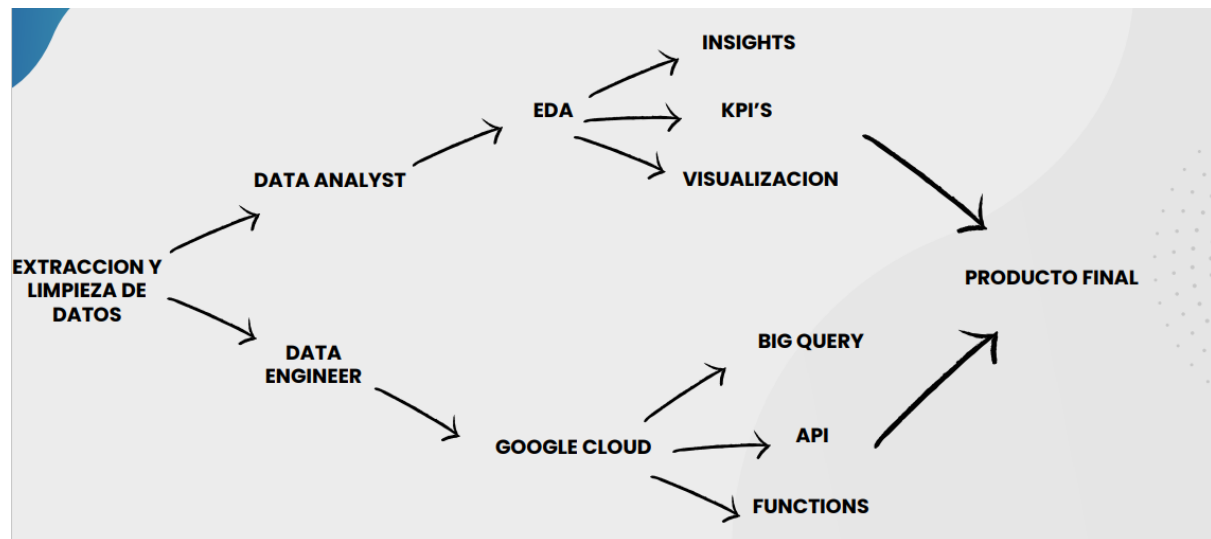 INSIGHTS
EDA
KPI'S
DATA ANALYST
VISUALIZACION
EXTRACCION Y
LIMPIEZA DE
DATOS
PRODUCTO FINAL
DATA
ENGINEER
BIG QUERY
GOOGLE CLOUD
API
FUNCTIONS